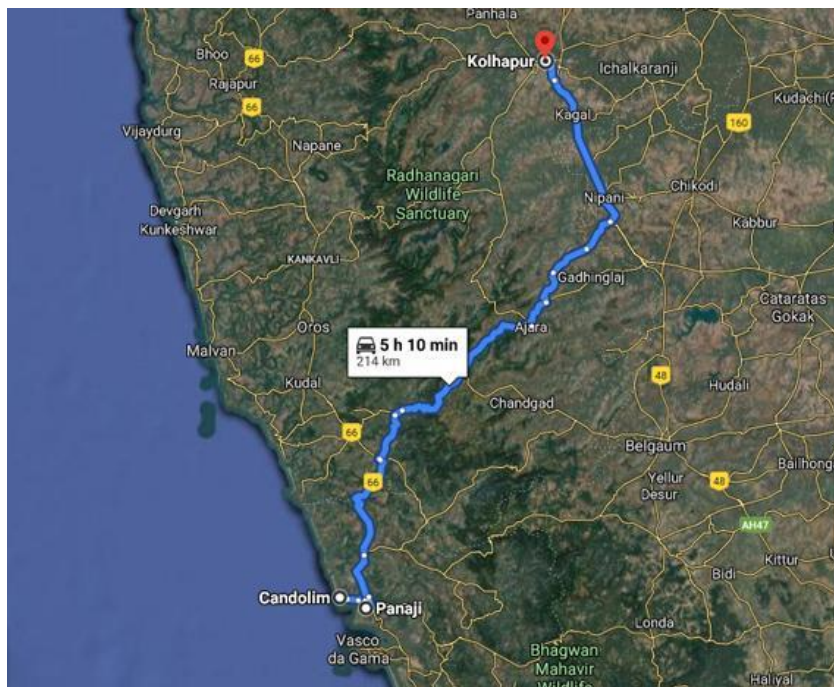 Panhala
Kolhapur
Ichalkaranji
Bhoo
66
Rajapur
66
Kagal
Kudachi(R
160
Vijaydurg
Napane
Radhanagari
Wildlife
Sanctuary
Nipani
Chikodi
Devgarh
Kunkeshwar
Kabbur
KANKAVLI
Gadhinglaj
Cataratas
Gokak
Ajara
Oros
5 h 10 min
214 km
Malvan
48
Kudal
Hudali
Chandgad
66
Belgaum
Bailhong
66
Yellur
Desur
48
AH47
Kittur
Bidi
Candolim
Panaji
Londa
Vasco
da Gama
Bhagwan
Mahavir
Wildlife
Haliyal